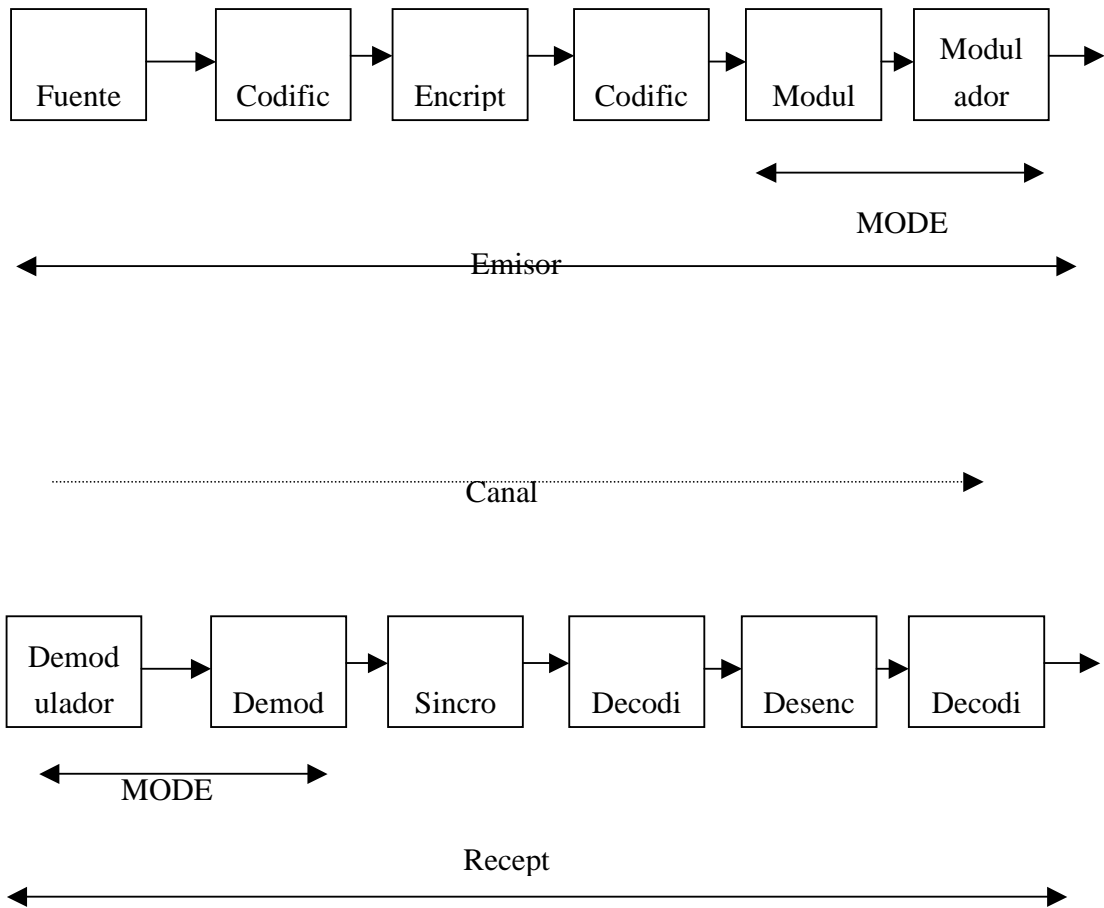 Fuente
Codific
Encript
Codific
Modul
Modul
ador
MODE
Emisor
Canal
Demod
ulador
Demod
Sincro
Decodi
Desenc
Decodi
MODE
Recept